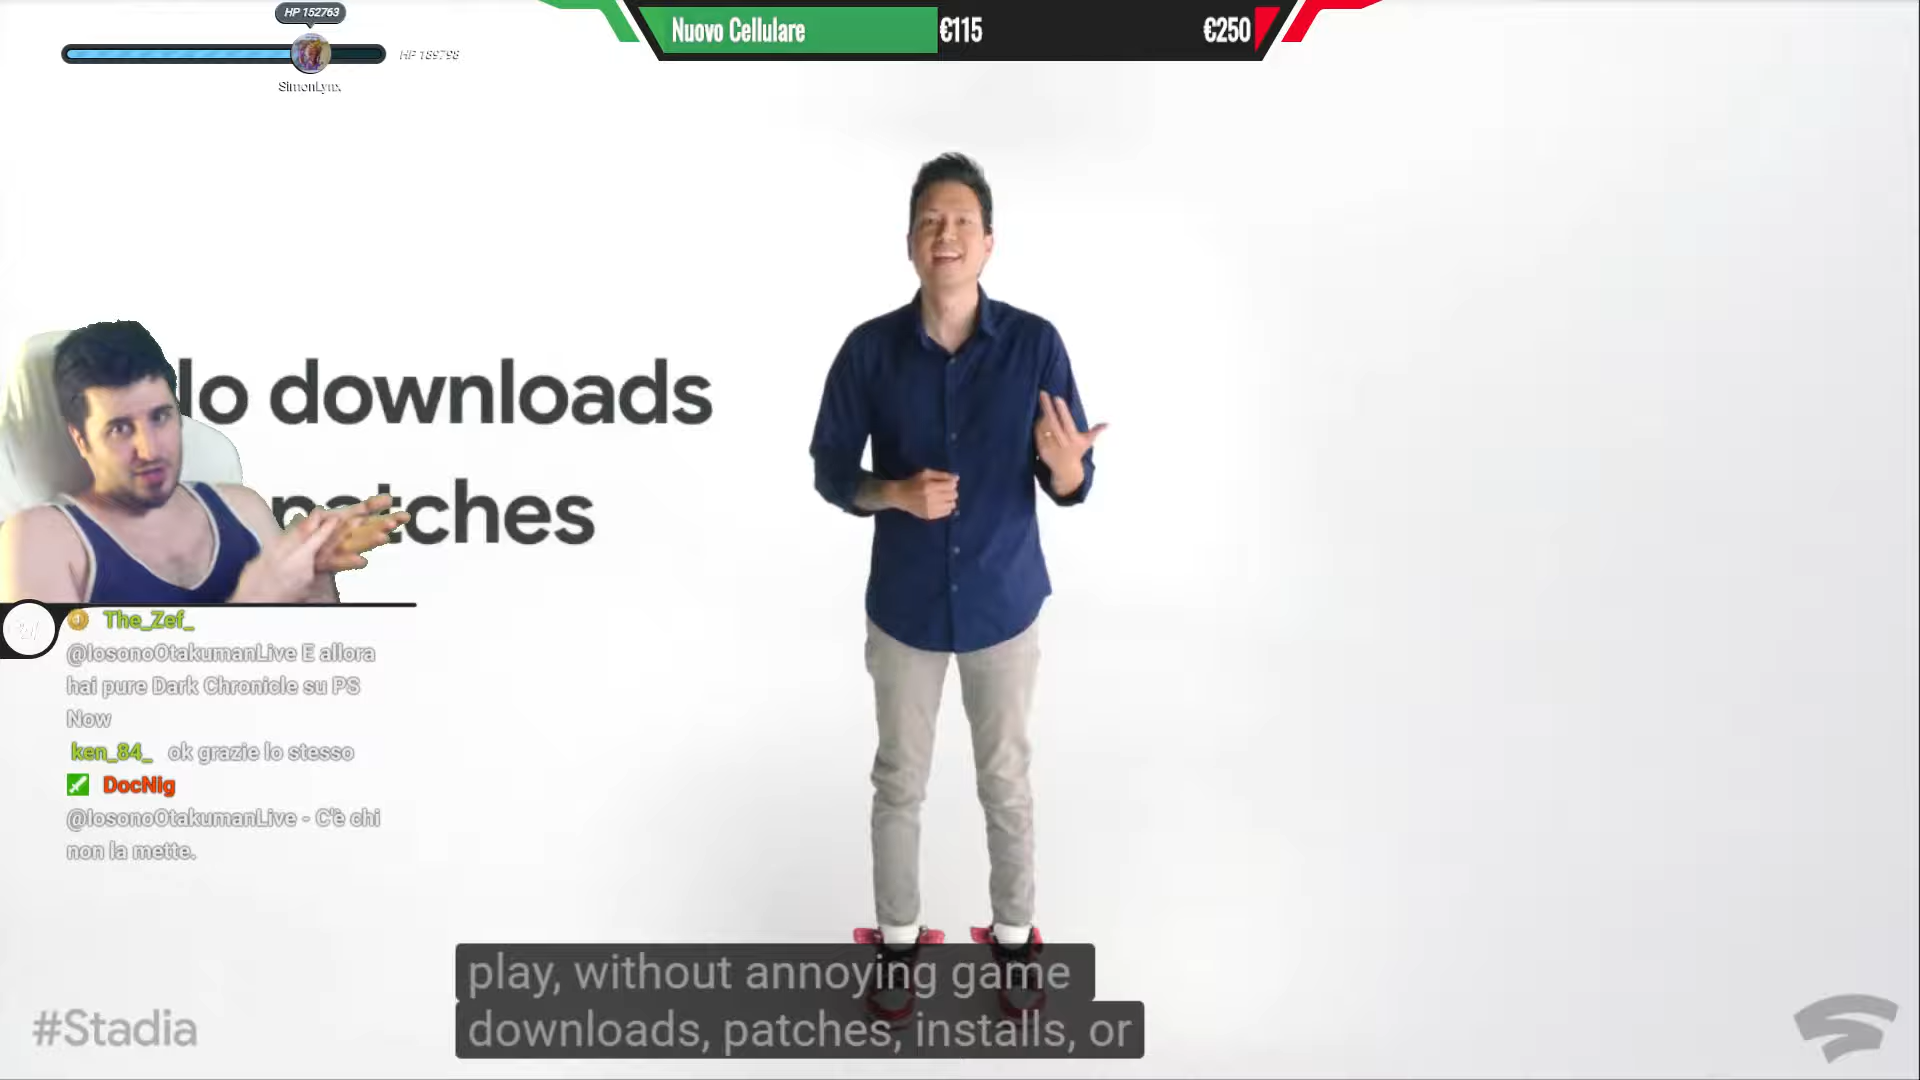 HP 152763
HP 189798
SimonLynx
Nuovo Cellulare
€115
€250
lo downloads
patches
The_Zef_
@IosonoOtakumanLive E allora
hai pure Dark Chronicle su PS
Now
ken_84_ ok grazie lo stesso
DocNig
@IosonoOtakumanLive - C'è chi
non la mette.
play, without annoying game
downloads, patches, installs, or
#Stadia